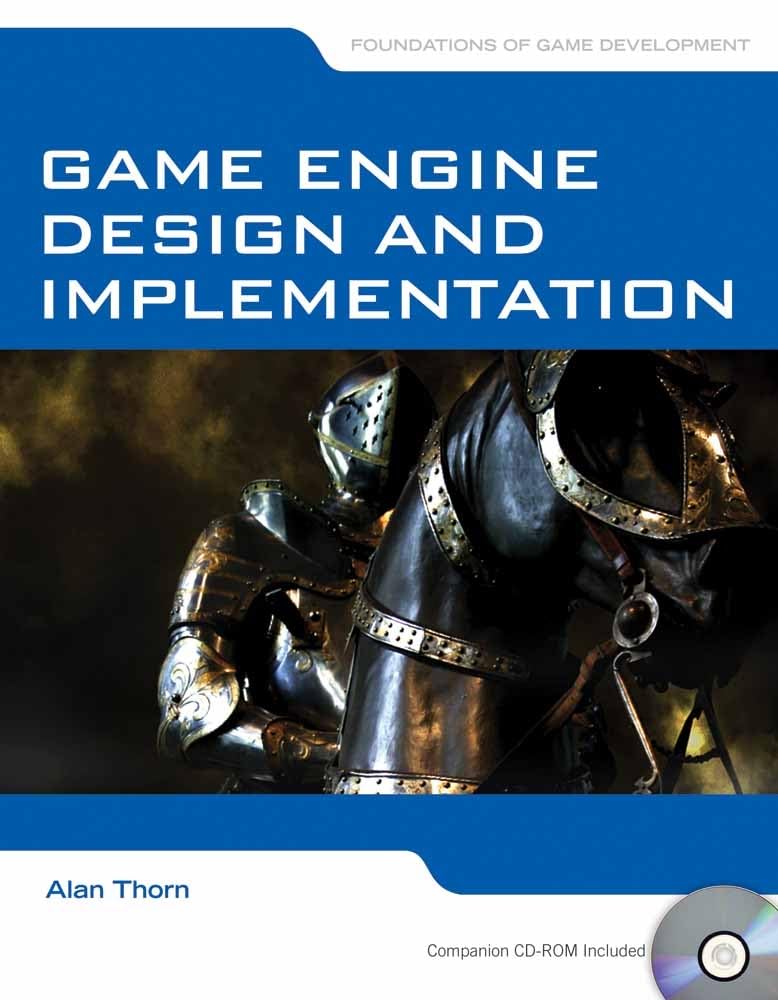 FOUNDATIONS OF GAME DEVELOPMENT
GAME ENGINE
DESIGN AND
IMPLEMENTATION
Alan Thorn
Companion CD-ROM Included